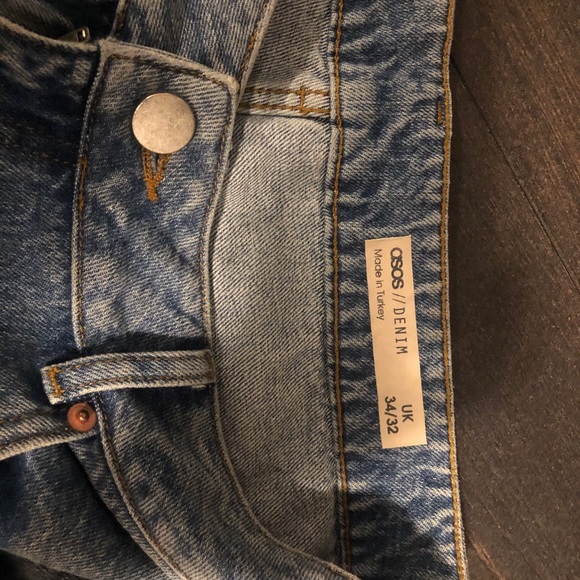 asos // DENIM
Made in Turkey
UK
34/32